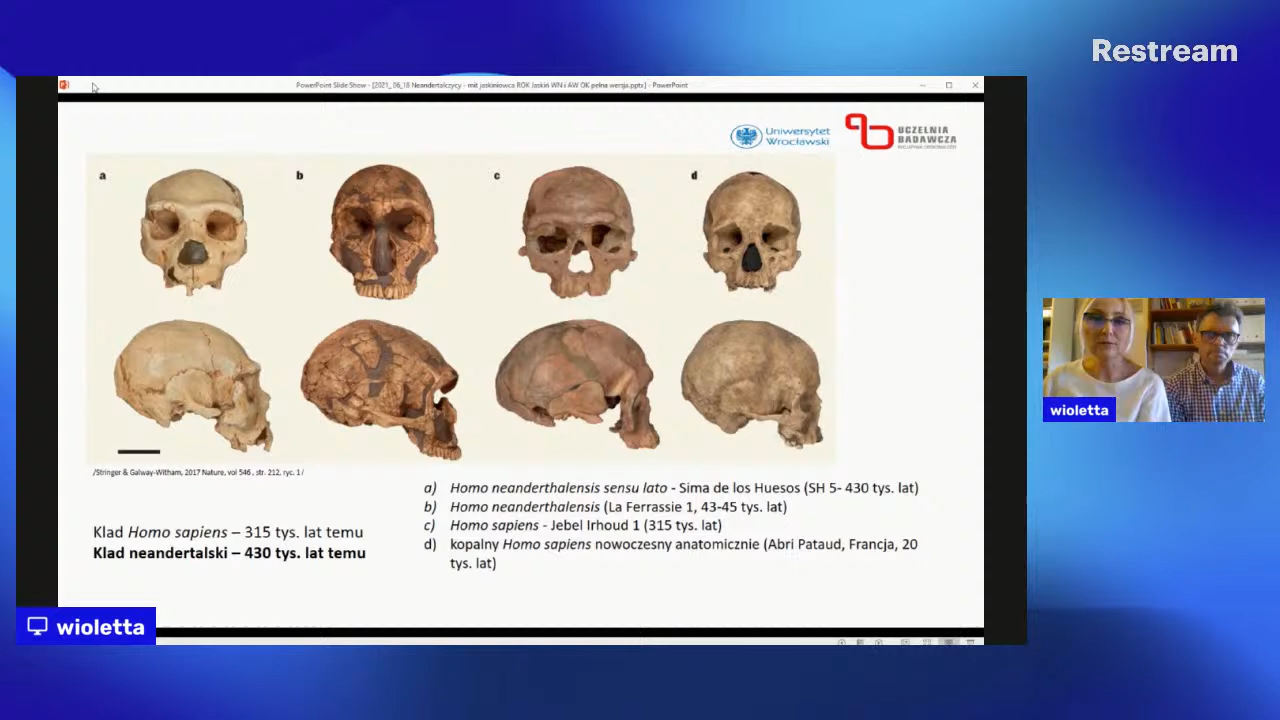 Restream
PowerPoint Slide Show - [2021_ 06_18 Neandertalczycy - mit jaskiniowca ROK Jaskiń WN i AW OK pełna wersja.pptx] - PowerPoint
Uniwersytet
Wrocławski
UCZELNIA
BADAWCZA
a
b
c
d
/Stringer & Galway-Witham, 2017 Nature, vol 546 , str. 212, ryc. 1/
a) Homo neanderthalensis sensu lato - Sima de los Huesos (SH 5- 430 tys. lat)
b) Homo neanderthalensis (La Ferrassie 1, 43-45 tys. lat)
c) Homo sapiens - Jebel Irhoud 1 (315 tys. lat)
d) kopalny Homo sapiens nowoczesny anatomicznie (Abri Pataud, Francja, 20
tys. lat)
Klad Homo sapiens – 315 tys. lat temu
Klad neandertalski – 430 tys. lat temu
wioletta
wioletta